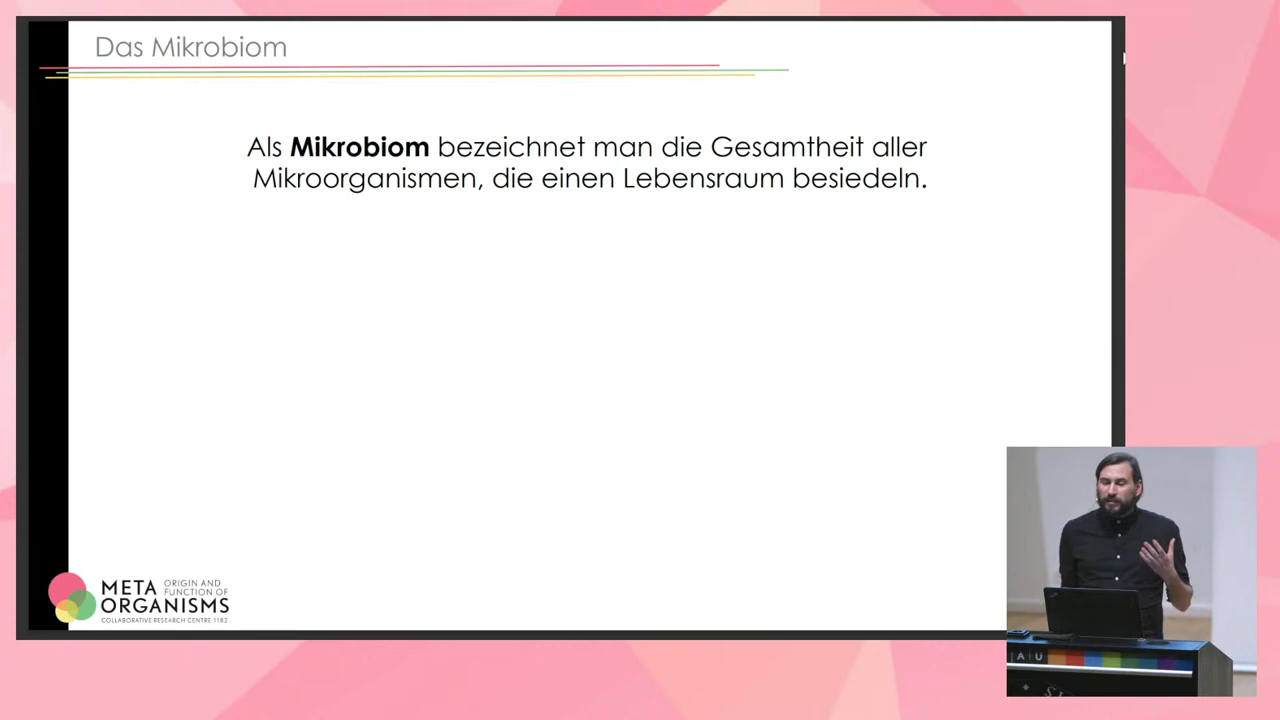 Das Mikrobiom
Als Mikrobiom bezeichnet man die Gesamtheit aller
Mikroorganismen, die einen Lebensraum besiedeln.
META ORIGIN AND
FUNCTION OF
ORGANISMS
COLLABORATIVE RESEARCH CENTRE 1182
|A|U